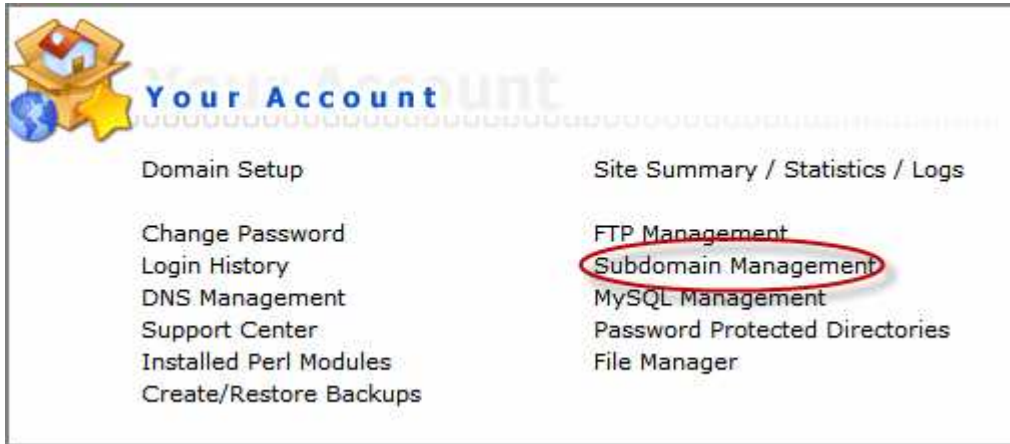 Your Account
Domain Setup
Site Summary / Statistics / Logs
Change Password
FTP Management
Login History
Subdomain Management
DNS Management
MySQL Management
Support Center
Password Protected Directories
Installed Perl Modules
File Manager
Create/Restore Backups